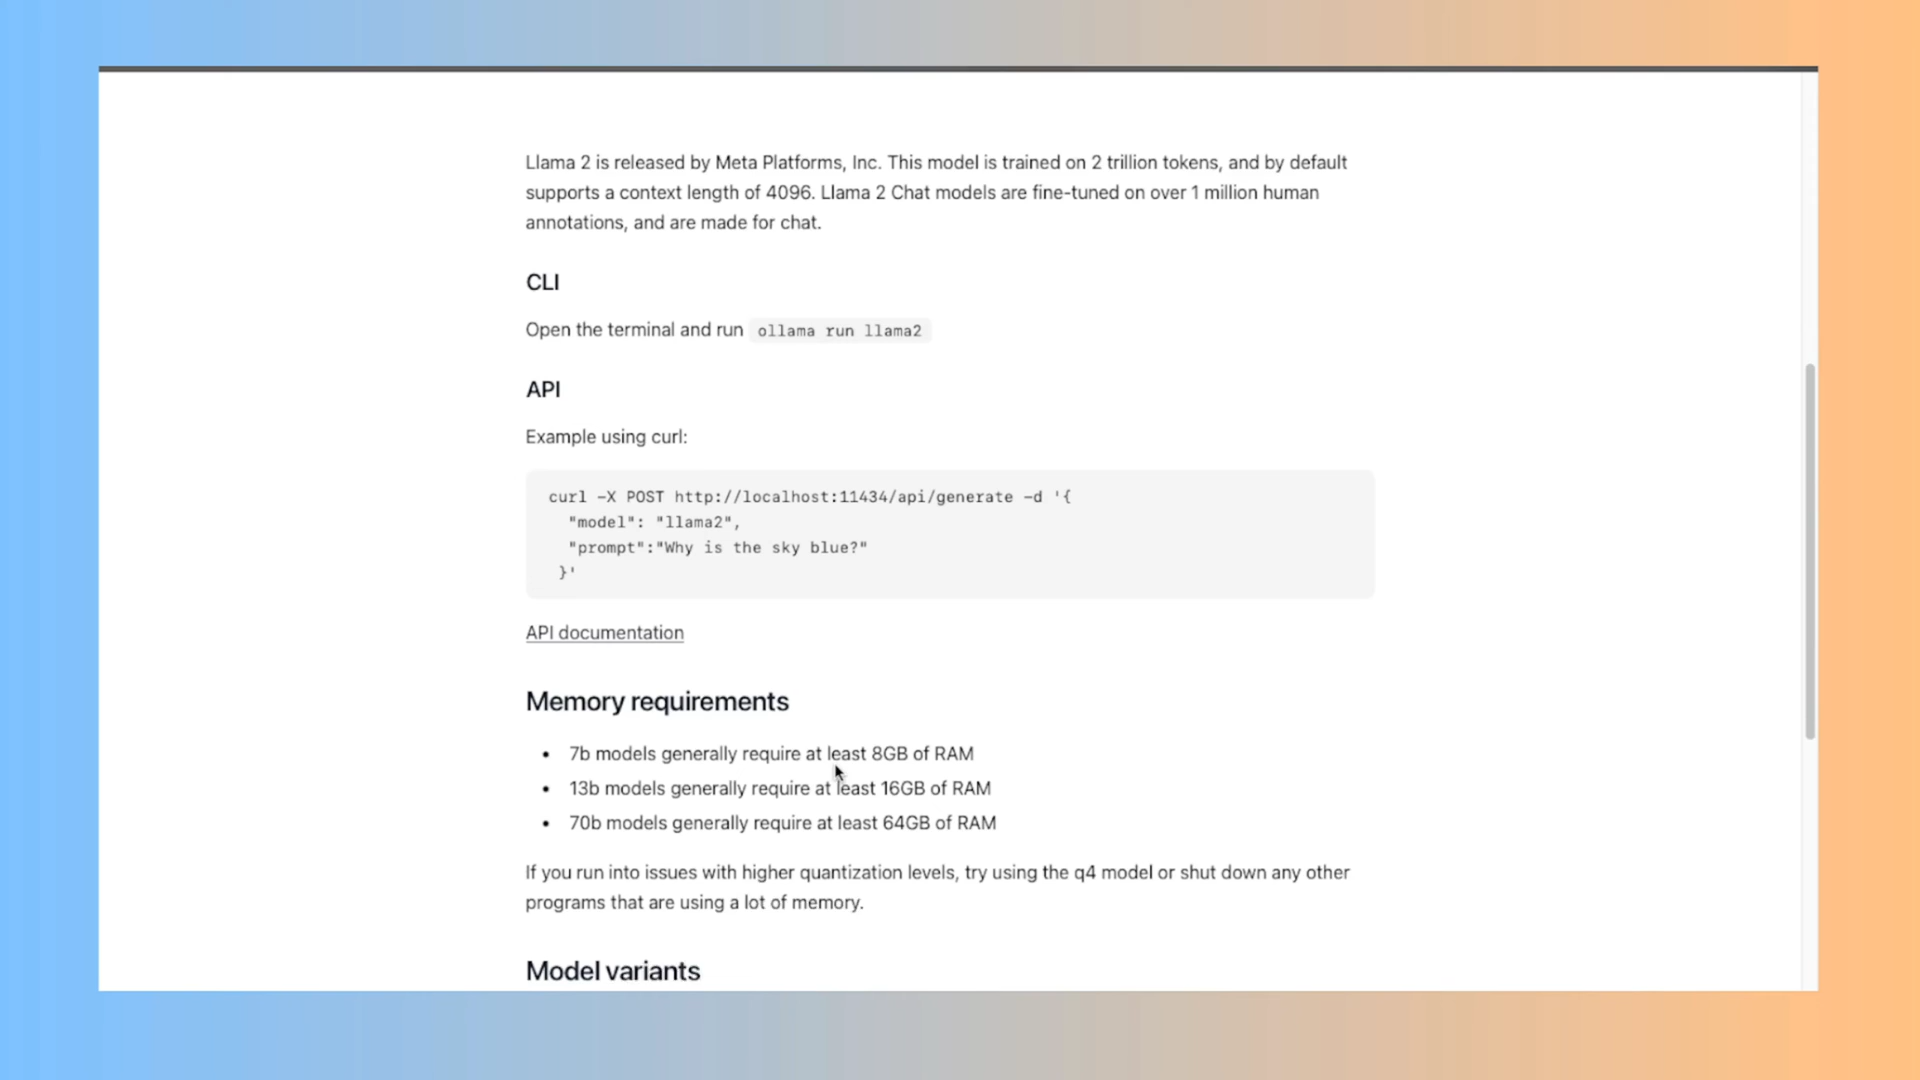 Llama 2 is released by Meta Platforms, Inc. This model is trained on 2 trillion tokens, and by default
supports a context length of 4096. Llama 2 Chat models are fine-tuned on over 1 million human
annotations, and are made for chat.
CLI
Open the terminal and run ollama run llama2
API
Example using curl:
curl -X POST http://localhost:11434/api/generate -d '{
"model": "llama2",
"prompt":"Why is the sky blue?"
}'
API documentation
Memory requirements
• 7b models generally require at least 8GB of RAM
• 13b models generally require at least 16GB of RAM
• 70b models generally require at least 64GB of RAM
If you run into issues with higher quantization levels, try using the q4 model or shut down any other
programs that are using a lot of memory.
Model variants